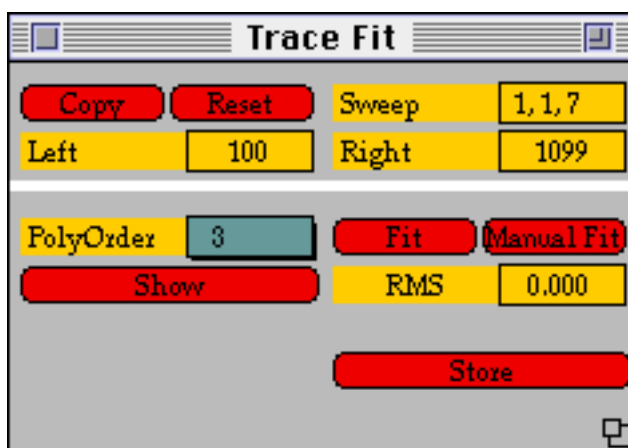 Trace Fit
Copy Reset Sweep 1, 1, 7
Left 100 Right 1099
PolyOrder 3 Fit Manual Fit
Show RMS 0.000
Store